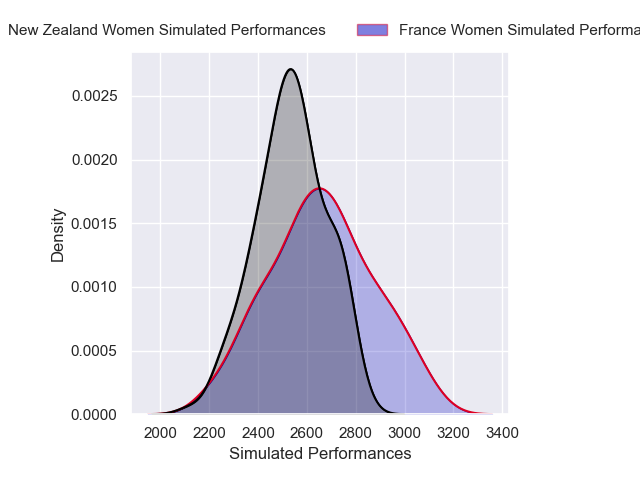 New Zealand Women Simulated Performances
France Women Simulated Performa
0.0025
0.0020
0.0015
0.0010
0.0005
0.0000
Density
2000 2200 2400 2600 2800 3000 3200 3400
Simulated Performances